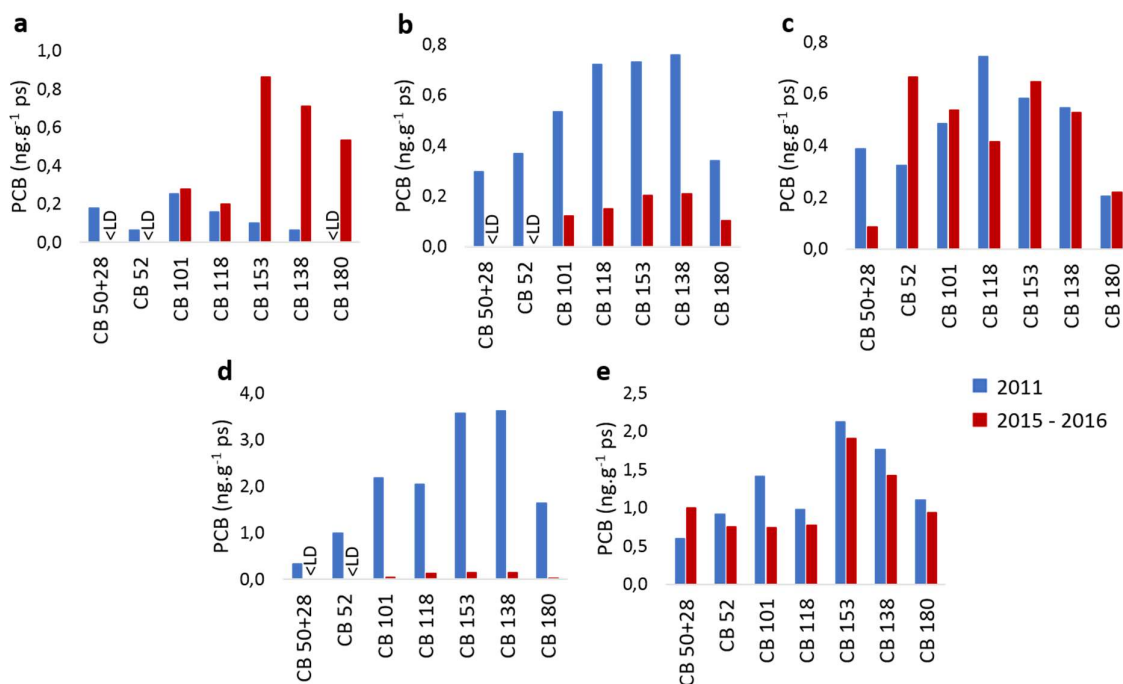 a
PCB (ng.g-1 ps)
1,0
0,8
0,6
0,4
0,2
0,0
<LD
<LD
<LD
CB 50+28
CB 52
CB 101
CB 118
CB 153
CB 138
CB 180
b
PCB (ng.g-1 ps)
0,8
0,6
0,4
0,2
0,0
<LD
<LD
CB 50+28
CB 52
CB 101
CB 118
CB 153
CB 138
CB 180
c
PCB (ng.g-1 ps)
0,8
0,6
0,4
0,2
0,0
CB 50+28
CB 52
CB 101
CB 118
CB 153
CB 138
CB 180
d
PCB (ng.g-1 ps)
4,0
3,0
2,0
1,0
0,0
<LD
<LD
CB 50+28
CB 52
CB 101
CB 118
CB 153
CB 138
CB 180
e
PCB (ng.g-1 ps)
2,5
2,0
1,5
1,0
0,5
0,0
CB 50+28
CB 52
CB 101
CB 118
CB 153
CB 138
CB 180
2011
2015 - 2016